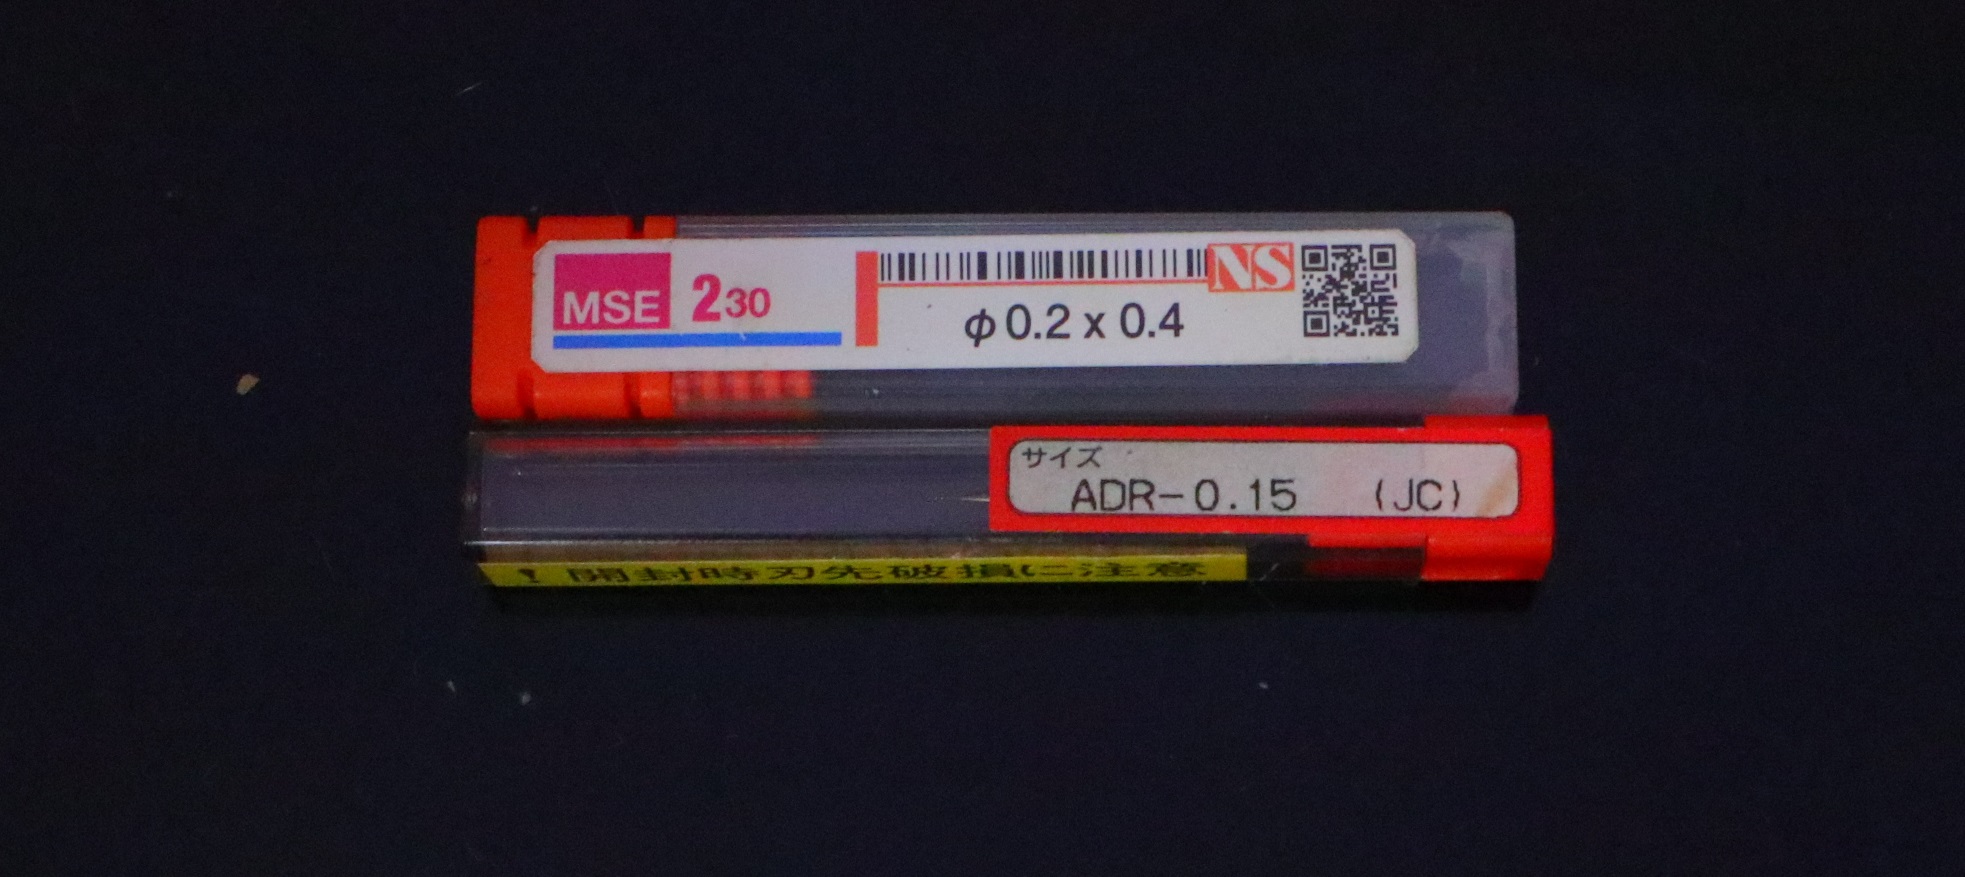 MSE 230
NS
φ0.2 x 0.4
サイズ
ADR-0.15 (JC)
! 開封時刃先破損に注意